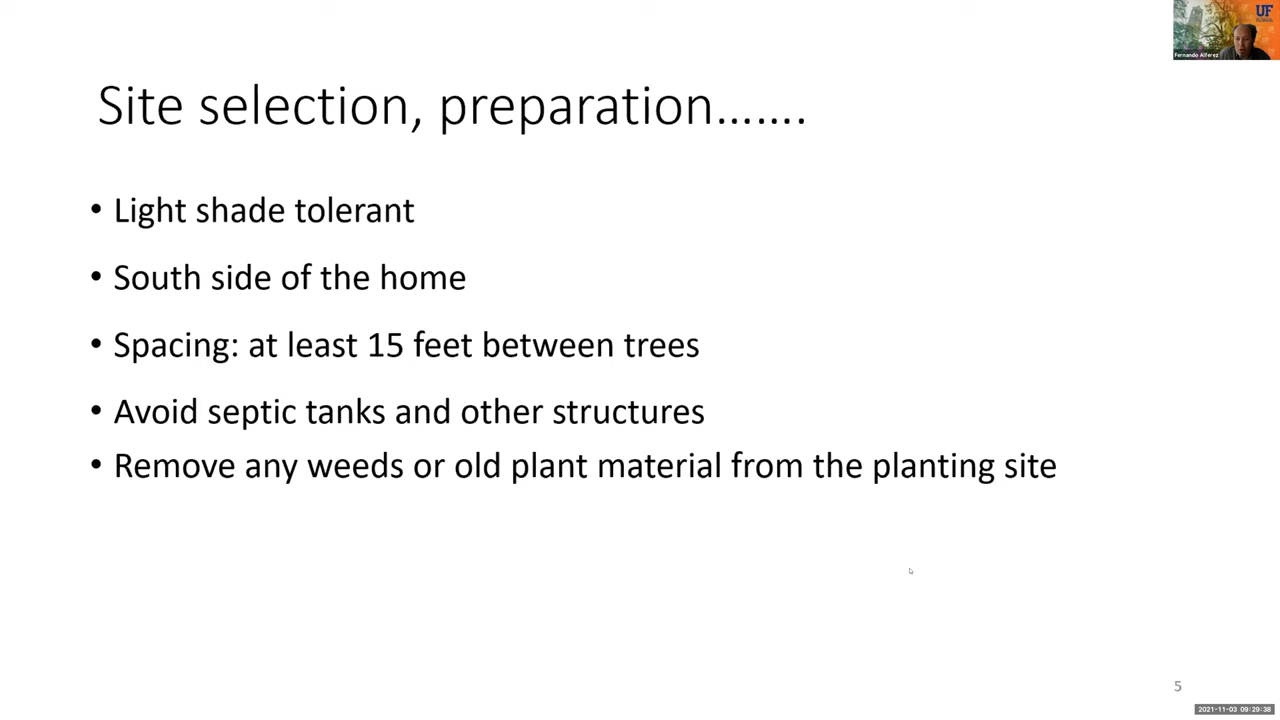 UF
Fernando Alferez
Site selection, preparation…….
• Light shade tolerant
• South side of the home
• Spacing: at least 15 feet between trees
• Avoid septic tanks and other structures
• Remove any weeds or old plant material from the planting site
5
2021-11-03 09:29:38